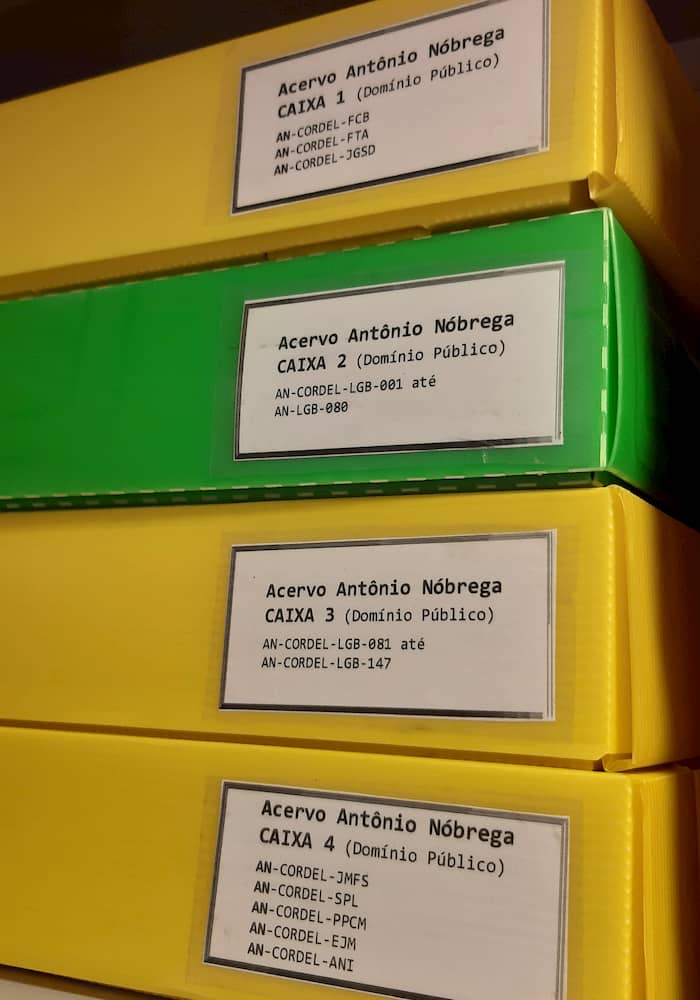 Acervo Antônio Nóbrega
CAIXA 1 (Domínio Público)
AN-CORDEL-FCB
AN-CORDEL-FTA
AN-CORDEL-JGSD
Acervo Antônio Nóbrega
CAIXA 2 (Domínio Público)
AN-CORDEL-LGB-001 até
AN-LGB-080
Acervo Antônio Nóbrega
CAIXA 3 (Domínio Público)
AN-CORDEL-LGB-081 até
AN-CORDEL-LGB-147
Acervo Antônio Nóbrega
CAIXA 4 (Domínio Público)
AN-CORDEL-JMFS
AN-CORDEL-SPL
AN-CORDEL-PPCM
AN-CORDEL-EJM
AN-CORDEL-ANI